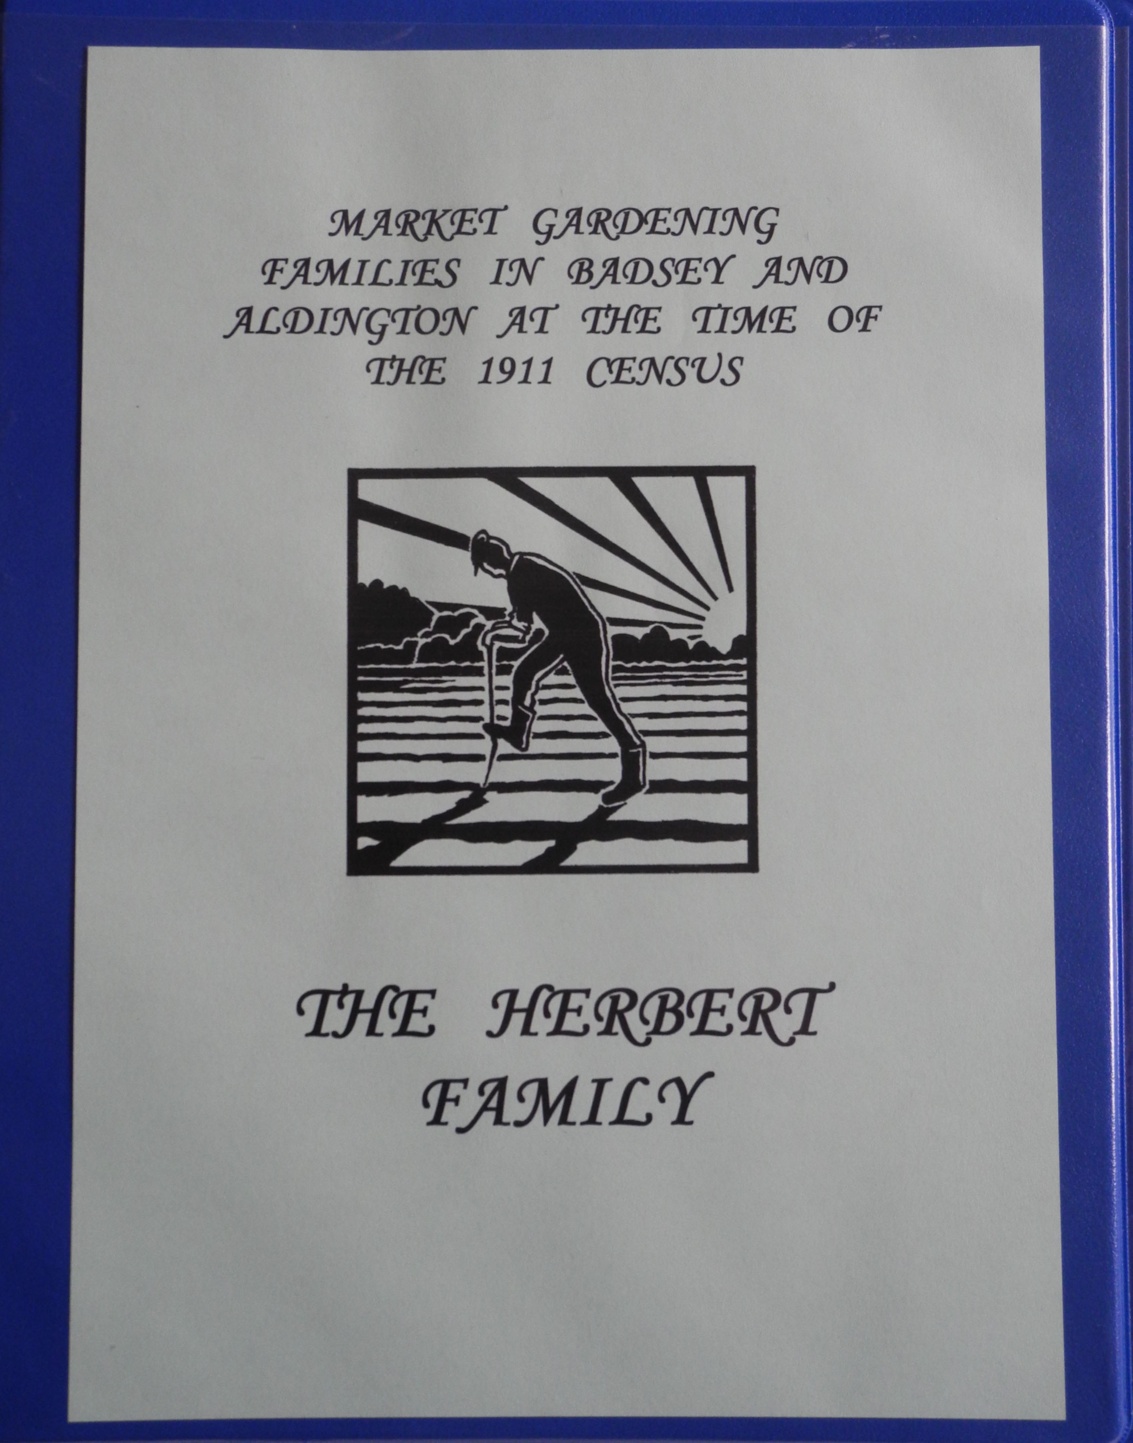 MARKET GARDENING
FAMILIES IN BADSEY AND
ALDINGTON AT THE TIME OF
THE 1911 CENSUS
THE HERBERT
FAMILY